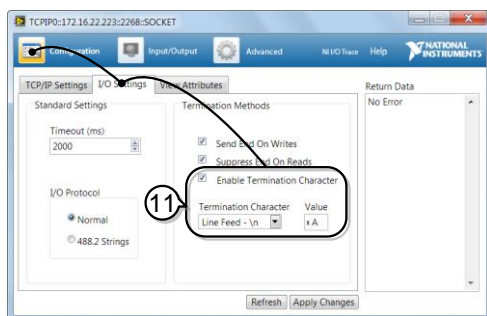 TCPIP0::172.16.22.223::2268::SOCKET
Configuration Input/Output Advanced NI I/O Trace Help NATIONAL INSTRUMENTS
TCP/IP Settings I/O Settings View Attributes
Return Data
No Error
Standard Settings
Timeout (ms)
2000
I/O Protocol
Normal
488.2 Strings
Termination Methods
Send End On Writes
Suppress End On Reads
Enable Termination Character
11
Termination Character Value
Line Feed - \n xA
Refresh Apply Changes